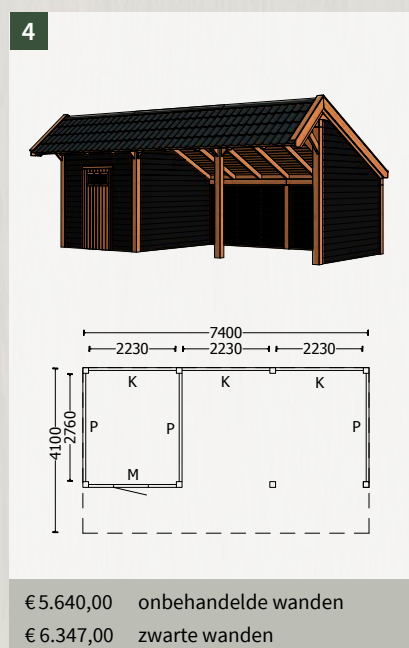 4
7400
2230 2230 2230
K K K
4100 2760 P P P
M
€ 5.640,00 onbehandelde wanden
€ 6.347,00 zwarte wanden